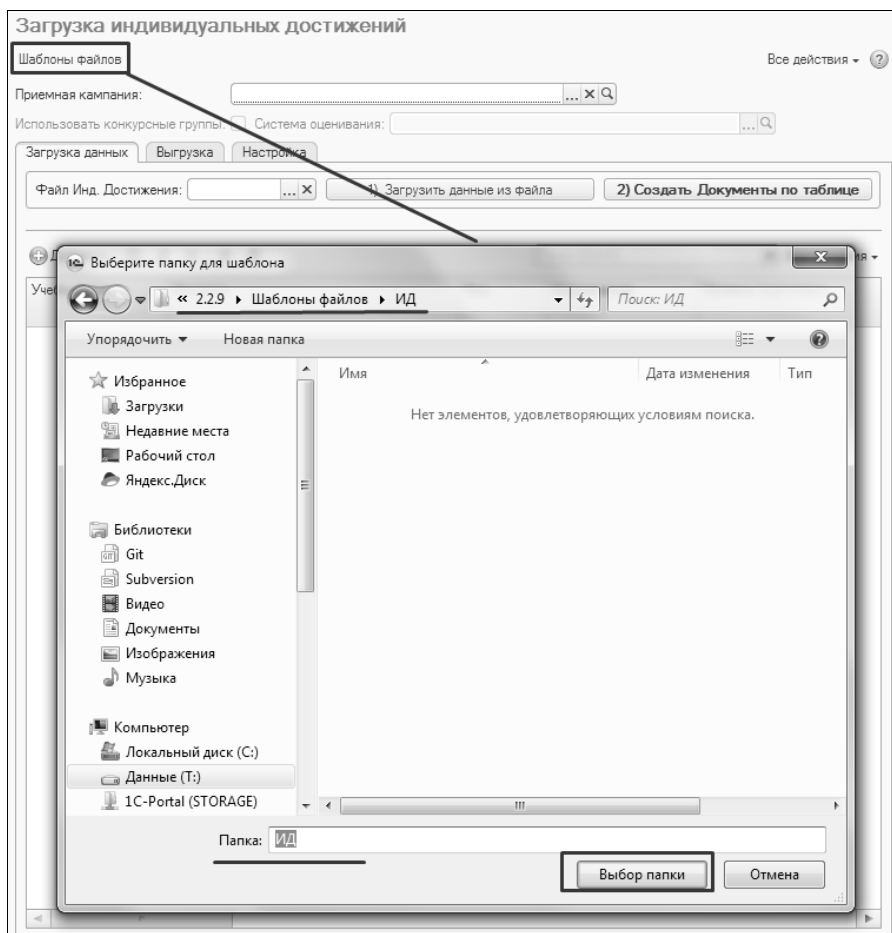 Загрузка индивидуальных достижений
Шаблоны файлов Все действия
Приемная кампания: ... x
Использовать конкурсные группы: Система оценивания: ...
Загрузка данных Выгрузка Настройка
Файл Инд. Достижения: ... x 1) Загрузить данные из файла 2) Создать Документы по таблице
Выберите папку для шаблона
« 2.2.9 Шаблоны файлов ИД Поиск: ИД
Упорядочить Новая папка
Имя Дата изменения Тип
Нет элементов, удовлетворяющих условиям поиска.
Избранное
Загрузки
Недавние места
Рабочий стол
Яндекс.Диск
Библиотеки
Git
Subversion
Видео
Документы
Изображения
Музыка
Компьютер
Локальный диск (C:)
Данные (T:)
1C-Portal (STORAGE)
Папка: ИД
Выбор папки Отмена